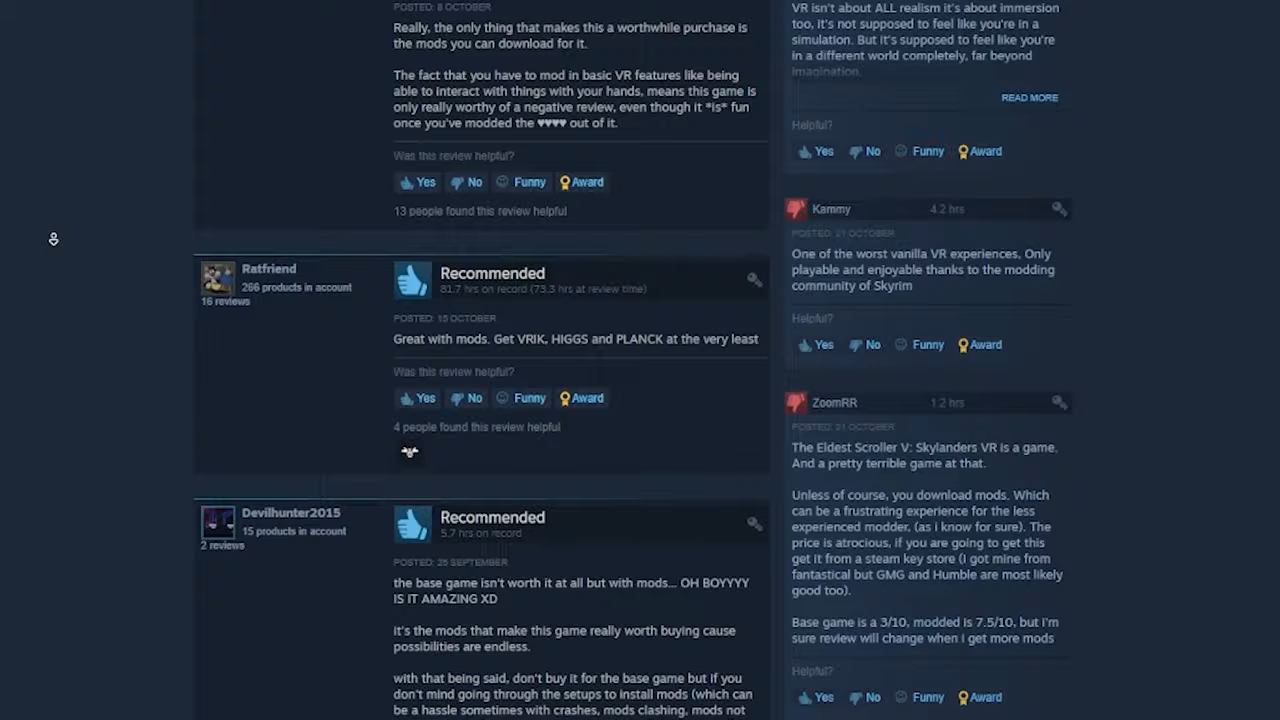 POSTED: 8 OCTOBER
Really, the only thing that makes this a worthwhile purchase is
the mods you can download for it.
The fact that you have to mod in basic VR features like being
able to interact with things with your hands, means this game is
only really worthy of a negative review, even though it *is* fun
once you've modded the ♥♥♥♥ out of it.
Was this review helpful?
Yes
No
Funny
Award
13 people found this review helpful
Ratfriend
266 products in account
16 reviews
Recommended
81.7 hrs on record (73.3 hrs at review time)
POSTED: 15 OCTOBER
Great with mods. Get VRIK, HIGGS and PLANCK at the very least
Was this review helpful?
Yes
No
Funny
Award
4 people found this review helpful
Devilhunter2015
15 products in account
2 reviews
Recommended
5.7 hrs on record
POSTED: 25 SEPTEMBER
the base game isn't worth it at all but with mods... OH BOYYYY
IS IT AMAZING XD
it's the mods that make this game really worth buying cause
possibilities are endless.
with that being said, don't buy it for the base game but if you
don't mind going through the setups to install mods (which can
be a hassle sometimes with crashes, mods clashing, mods not
VR isn't about ALL realism it's about immersion
too, it's not supposed to feel like you're in a
simulation. But it's supposed to feel like you're
in a different world completely, far beyond
imagination.
READ MORE
Helpful?
Yes
No
Funny
Award
Kammy
4.2 hrs
POSTED: 21 OCTOBER
One of the worst vanilla VR experiences, Only
playable and enjoyable thanks to the modding
community of Skyrim
Helpful?
Yes
No
Funny
Award
ZoomRR
1.2 hrs
POSTED: 21 OCTOBER
The Eldest Scroller V: Skylanders VR is a game.
And a pretty terrible game at that.
Unless of course, you download mods. Which
can be a frustrating experience for the less
experienced modder, (as i know for sure). The
price is atrocious, if you are going to get this
get it from a steam key store (I got mine from
fantastical but GMG and Humble are most likely
good too).
Base game is a 3/10, modded is 7.5/10, but I'm
sure review will change when i get more mods
Helpful?
Yes
No
Funny
Award